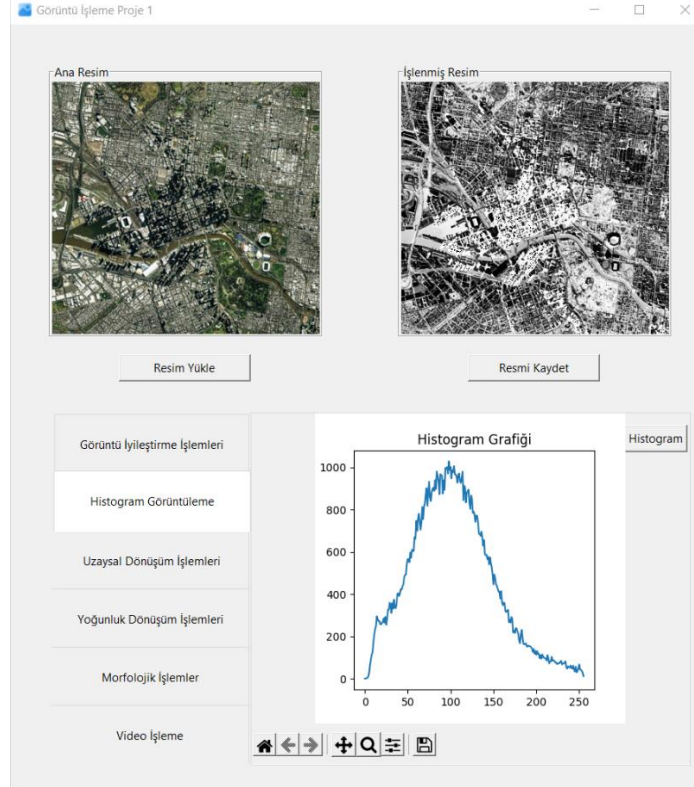 Görüntü İşleme Proje 1
Ana Resim
İşlenmiş Resim
Resim Yükle
Resmi Kaydet
Görüntü İyileştirme İşlemleri
Histogram Görüntüleme
Uzaysal Dönüşüm İşlemleri
Yoğunluk Dönüşüm İşlemleri
Morfolojik İşlemler
Video İşleme
Histogram Grafiği
Histogram
1000
800
600
400
200
0
0 50 100 150 200 250